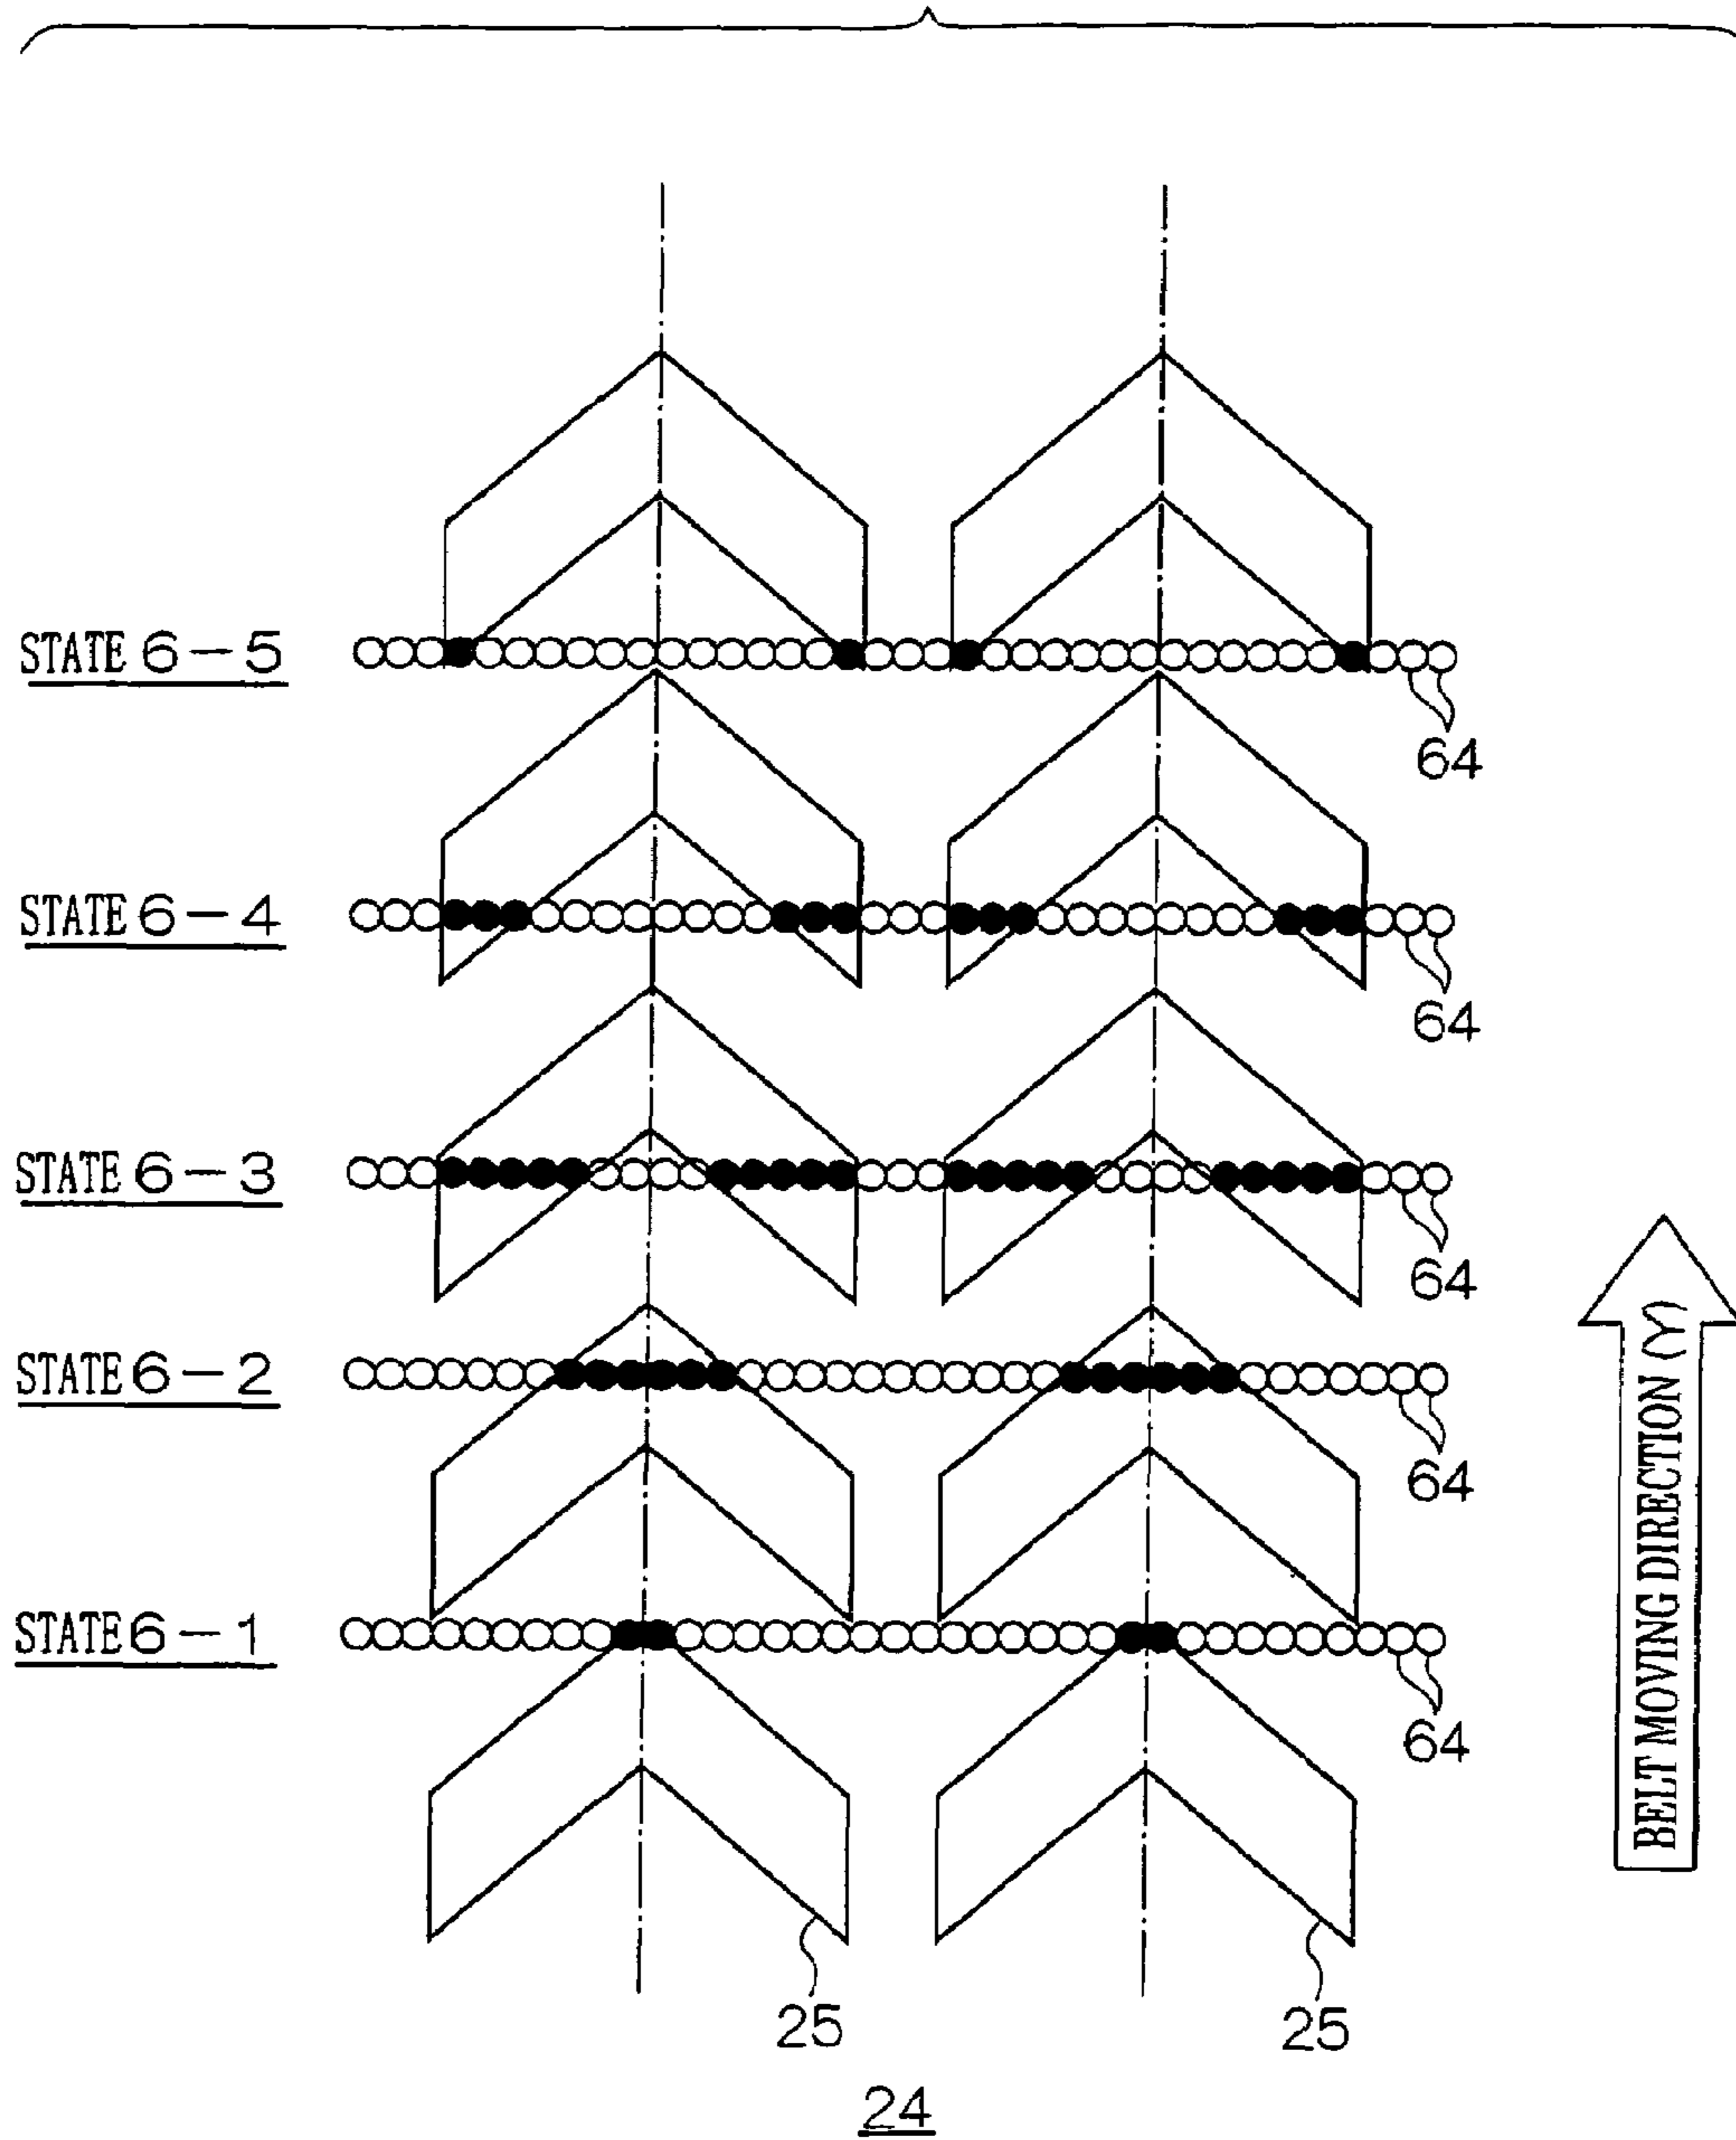 STATE 6-5
64
STATE 6-4
64
STATE 6-3
64
STATE 6-2
64
STATE 6-1
64
BELT MOVING DIRECTION (Y)
25 25
24